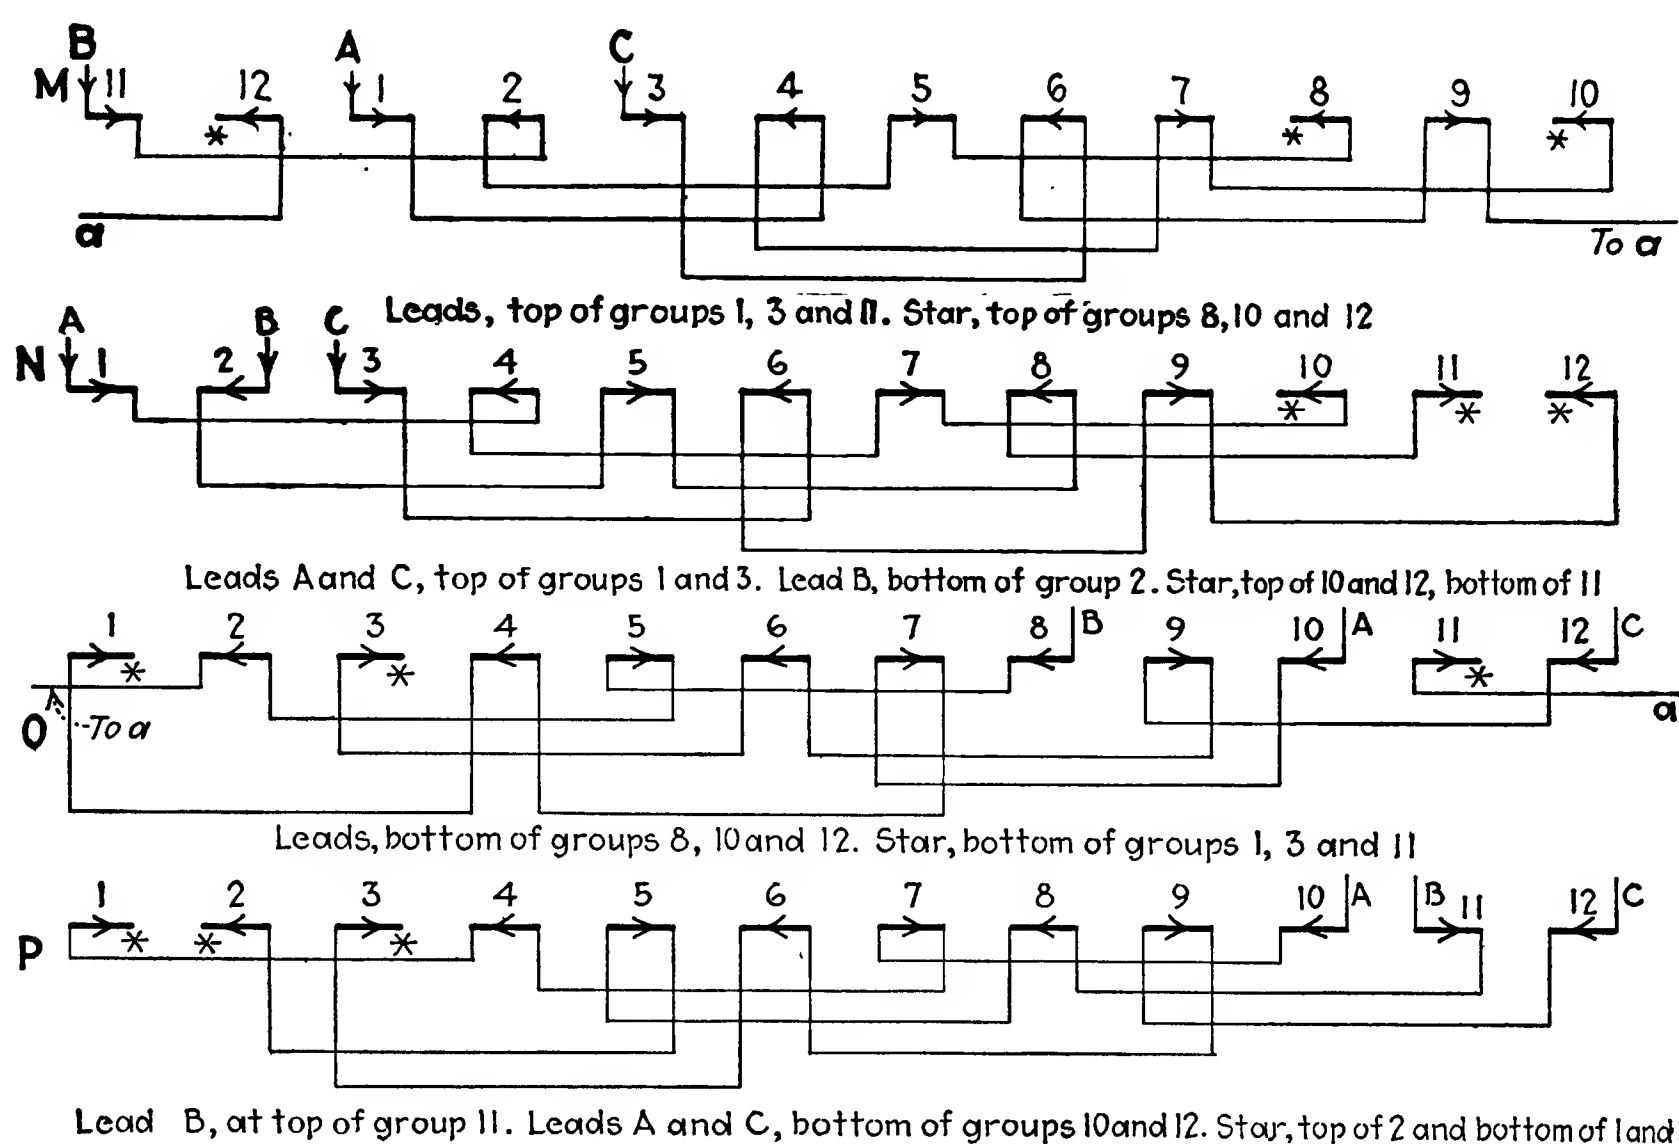 B A C
M 11 12 1 2 3 4 5 6 7 8 9 10
* * *
a To a
Leads, top of groups 1, 3 and 11. Star, top of groups 8, 10 and 12
A B C
N 1 2 3 4 5 6 7 8 9 10 11 12
* * *
Leads A and C, top of groups 1 and 3. Lead B, bottom of group 2. Star, top of 10 and 12, bottom of 11
1 2 3 4 5 6 7 8 B 9 10 A 11 12 C
* * *
O To a a
Leads, bottom of groups 8, 10 and 12. Star, bottom of groups 1, 3 and 11
1 2 3 4 5 6 7 8 9 10 A B 11 12 C
P * * *
Lead B, at top of group 11. Leads A and C, bottom of groups 10 and 12. Star, top of 2 and bottom of 1 and